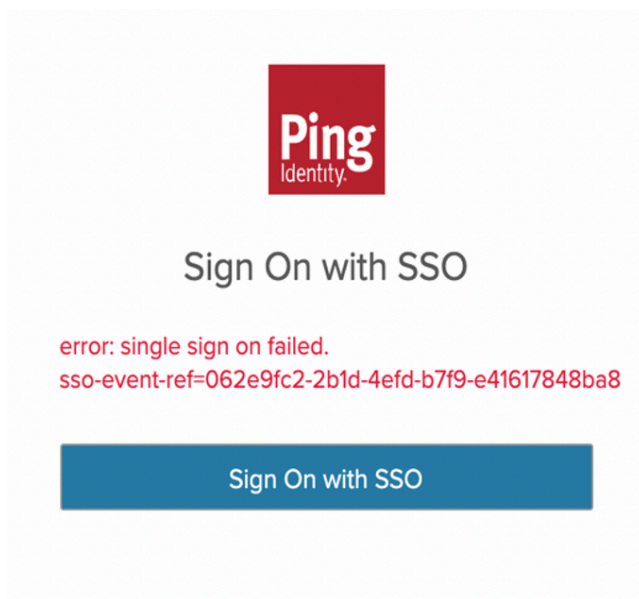 Ping
Identity.
Sign On with SSO
error: single sign on failed.
sso-event-ref=062e9fc2-2b1d-4efd-b7f9-e41617848ba8
Sign On with SSO